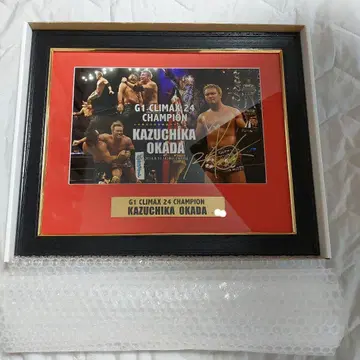 G1 CLIMAX 24
CHAMPION
KAZUCHIKA
OKADA
G1 CLIMAX 24 CHAMPION
KAZUCHIKA OKADA